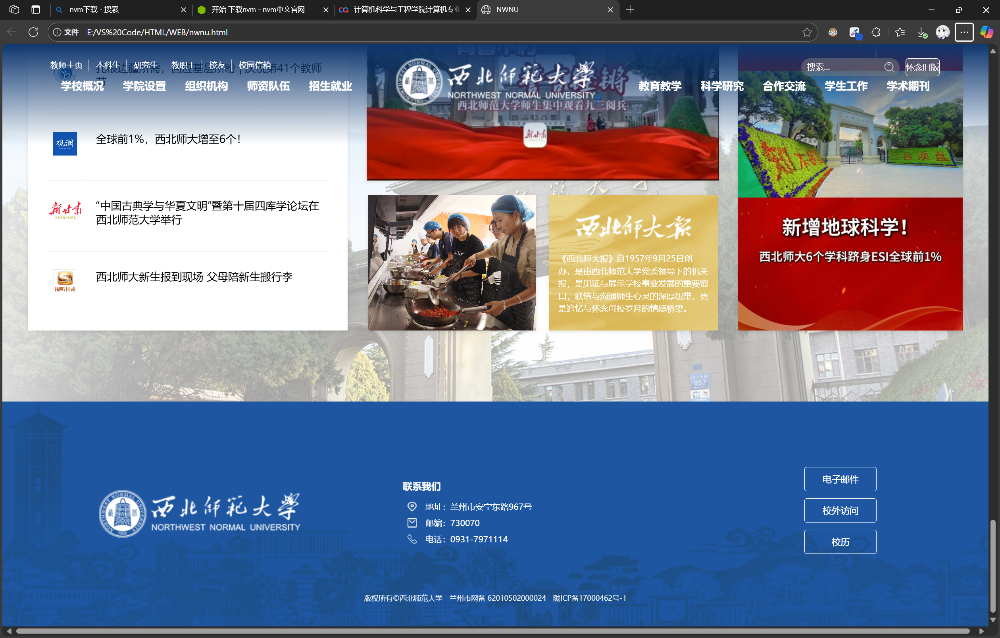 nvm下载 - 搜索
开始 下载nvm - nvm中文官网
计算机科学与工程学院计算机专业
NWNU
文件
E:/VS%20Code/HTML/WEB/nwnu.html
教师主页
本科生
研究生
教职工
校友
校园信箱
搜索...
怀念旧版
扎根边疆所需，回应基层所盼 | 庆祝第41个教师
节
学校概况
学院设置
组织机构
师资队伍
招生就业
西北师範大学
NORTHWEST NORMAL UNIVERSITY
1902
教育教学
科学研究
合作交流
学生工作
学术期刊
西北师范大学师生集中观看九三阅兵
新甘肃
观澜
全球前1%，西北师大增至6个！
新甘肃
XINGANSU
“中国古典学与华夏文明”暨第十届四库学论坛在
西北师范大学举行
视听甘肃
西北师大新生报到现场 父母陪新生搬行李
西北师大报
《西北师大报》自1957年9月25日创
办，是由西北师范大学党委领导下的机关
报，是见证与展示学校事业发展的重要窗
口，联结与沟通师生心灵的深厚纽带，更
是追忆与怀念母校岁月的情感桥梁。
新增地球科学！
西北师大6个学科跻身ESI全球前1%
安宁东路
967
西北师範大学
NORTHWEST NORMAL UNIVERSITY
1902
联系我们
地址：兰州市安宁东路967号
邮编：730070
电话：0931-7971114
电子邮件
校外访问
校历
版权所有©西北师范大学 兰州市网备 62010502000024 陇ICP备17000462号-1